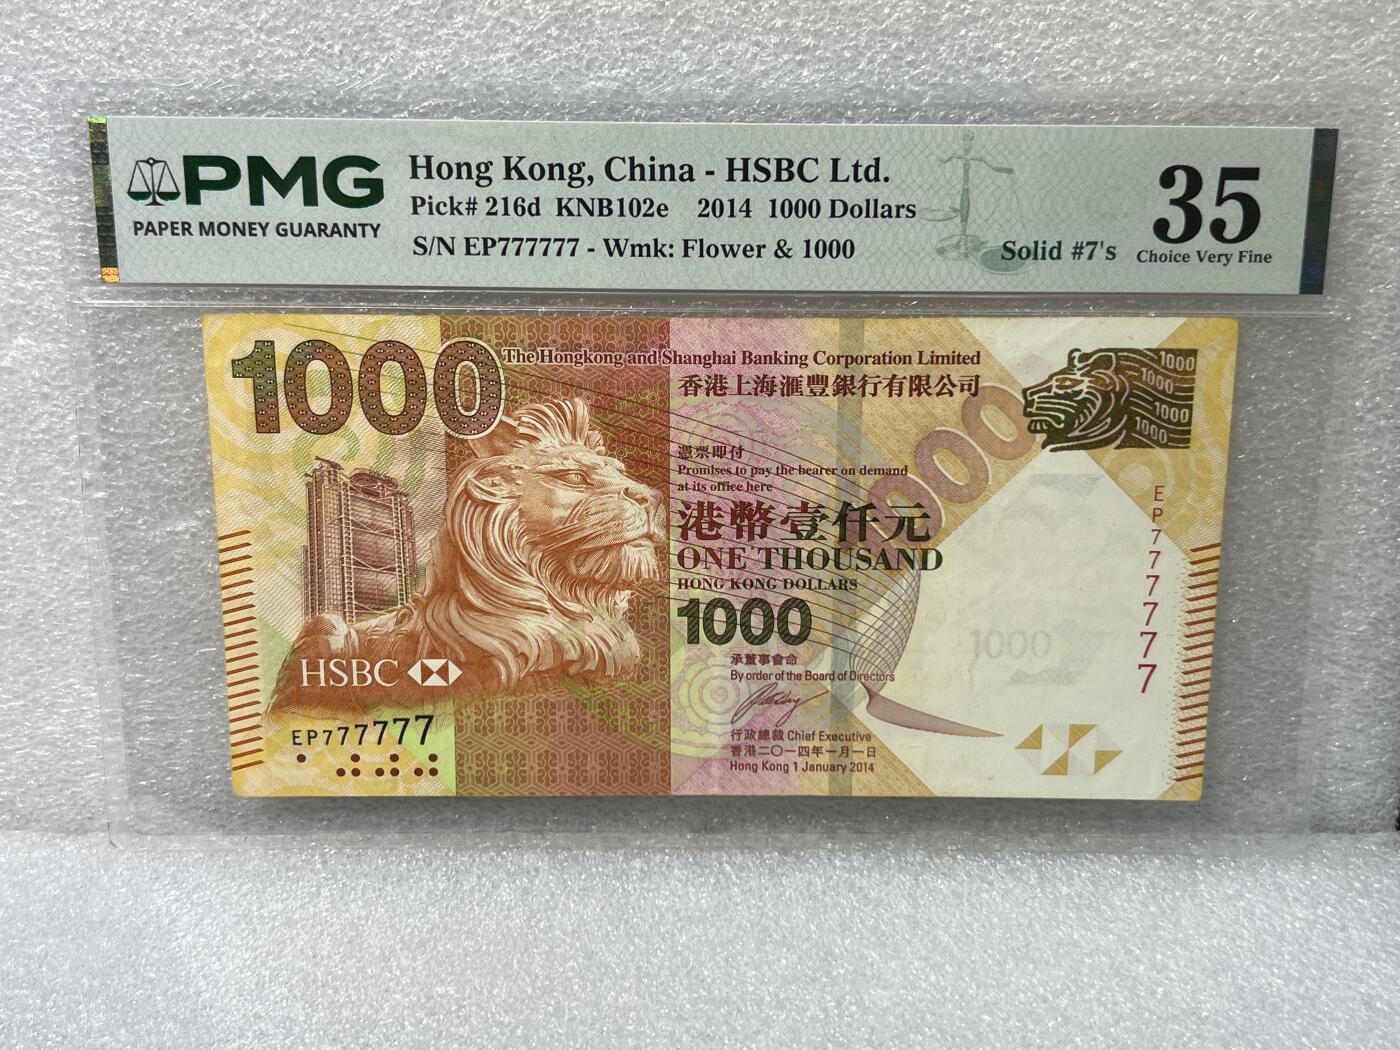 PMG
PAPER MONEY GUARANTY
Hong Kong, China - HSBC Ltd.
Pick# 216d KNB102e 2014 1000 Dollars
S/N EP777777 - Wmk: Flower & 1000
Solid #7's
35
Choice Very Fine
1000
The Hongkong and Shanghai Banking Corporation Limited
香港上海滙豐銀行有限公司
憑票即付
Promises to pay the bearer on demand
at its office here
港幣壹仟元
ONE THOUSAND
HONG KONG DOLLARS
1000
承董事會命
By order of the Board of Directors
行政總裁 Chief Executive
香港二〇一四年一月一日
Hong Kong 1 January 2014
HSBC
EP777777
1000
1000
1000
1000
1000
1000
EP777777